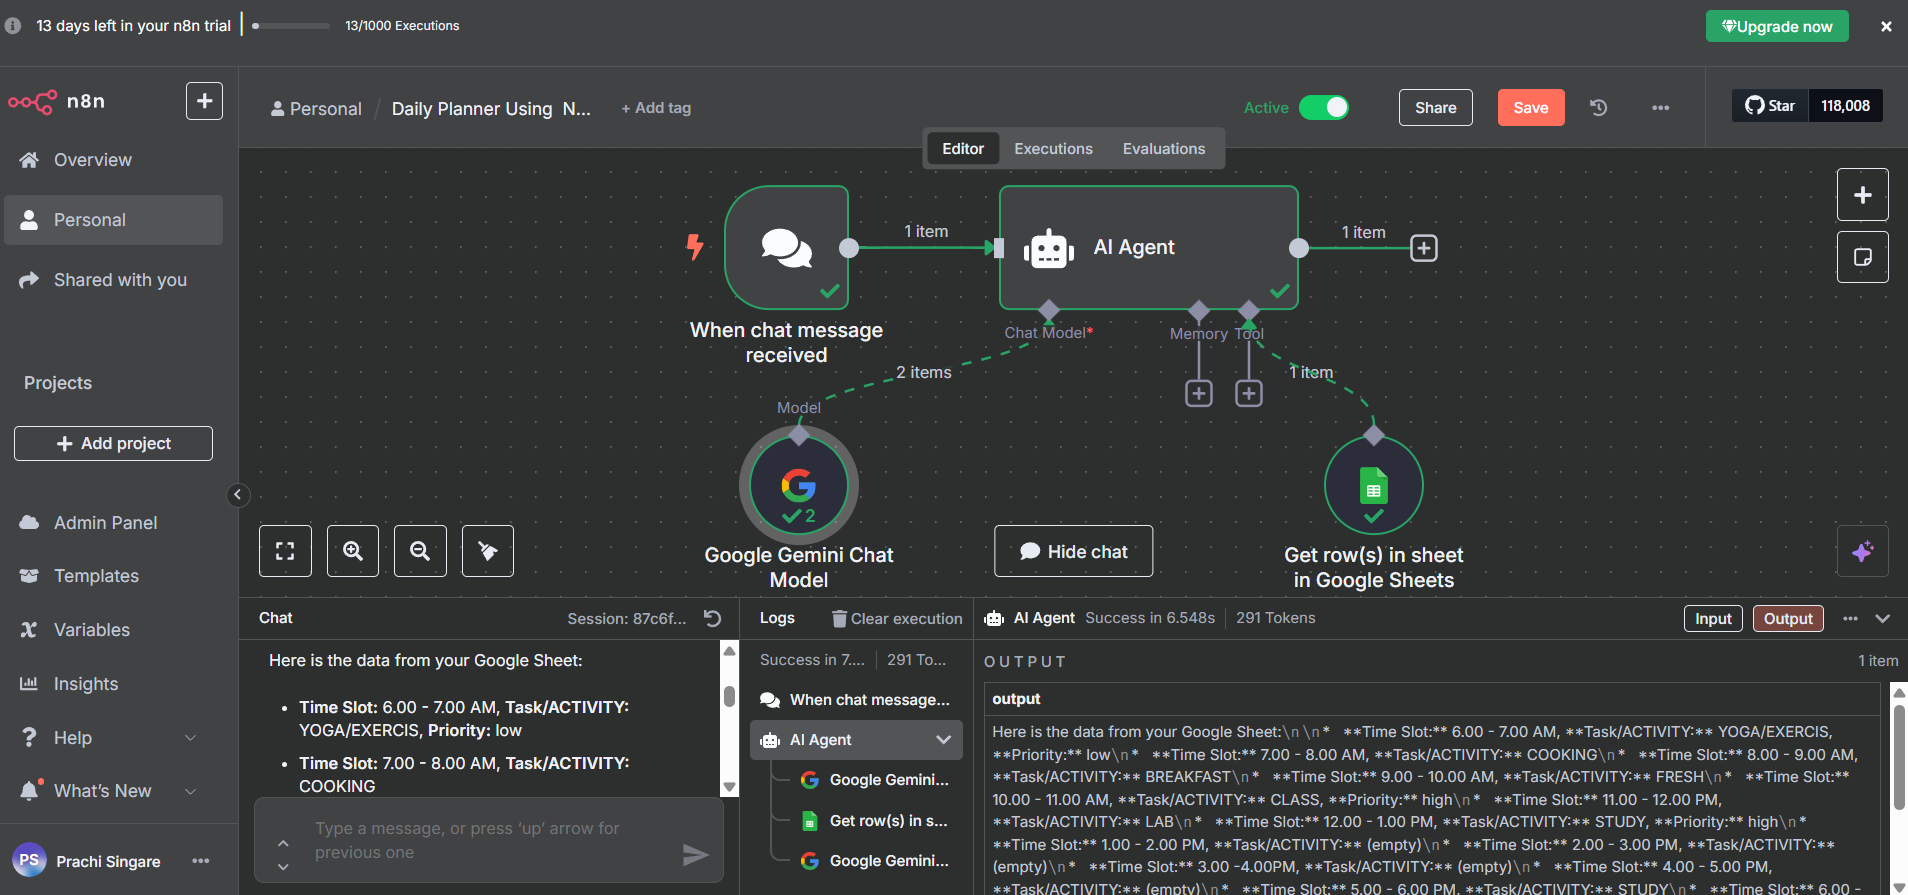 13 days left in your n8n trial
13/1000 Executions
Upgrade now
n8n
Personal / Daily Planner Using N...
+ Add tag
Active
Share
Save
Star
118,008
Overview
Personal
Shared with you
Projects
Add project
Admin Panel
Templates
Variables
Insights
Help
What's New
PS
Prachi Singare
Editor
Executions
Evaluations
1 item
AI Agent
1 item
When chat message
received
Chat Model*
Memory
Tool
2 items
1 item
Model
2
Google Gemini Chat
Model
Hide chat
Get row(s) in sheet
in Google Sheets
Chat
Session: 87c6f...
Here is the data from your Google Sheet:
• Time Slot: 6.00 - 7.00 AM, Task/ACTIVITY:
YOGA/EXERCIS, Priority: low
• Time Slot: 7.00 - 8.00 AM, Task/ACTIVITY:
COOKING
Type a message, or press ‘up’ arrow for
previous one
Logs
Clear execution
Success in 7....
291 To...
When chat message...
AI Agent
Google Gemini...
Get row(s) in s...
Google Gemini...
AI Agent
Success in 6.548s
291 Tokens
Input
Output
OUTPUT
1 item
output
Here is the data from your Google Sheet:\n\n*   **Time Slot:** 6.00 - 7.00 AM, **Task/ACTIVITY:** YOGA/EXERCIS,
**Priority:** low\n*   **Time Slot:** 7.00 - 8.00 AM, **Task/ACTIVITY:** COOKING\n*   **Time Slot:** 8.00 - 9.00 AM,
**Task/ACTIVITY:** BREAKFAST\n*   **Time Slot:** 9.00 - 10.00 AM, **Task/ACTIVITY:** FRESH\n*   **Time Slot:**
10.00 - 11.00 AM, **Task/ACTIVITY:** CLASS, **Priority:** high\n*   **Time Slot:** 11.00 - 12.00 PM,
**Task/ACTIVITY:** LAB\n*   **Time Slot:** 12.00 - 1.00 PM, **Task/ACTIVITY:** STUDY, **Priority:** high\n*
**Time Slot:** 1.00 - 2.00 PM, **Task/ACTIVITY:** (empty)\n*   **Time Slot:** 2.00 - 3.00 PM, **Task/ACTIVITY:**
(empty)\n*   **Time Slot:** 3.00 -4.00PM, **Task/ACTIVITY:** (empty)\n*   **Time Slot:** 4.00 - 5.00 PM,
**Task/ACTIVITY:** (empty)\n*   **Time Slot:** 5.00 - 6.00 PM, **Task/ACTIVITY:** STUDY\n*   **Time Slot:** 6.00 -